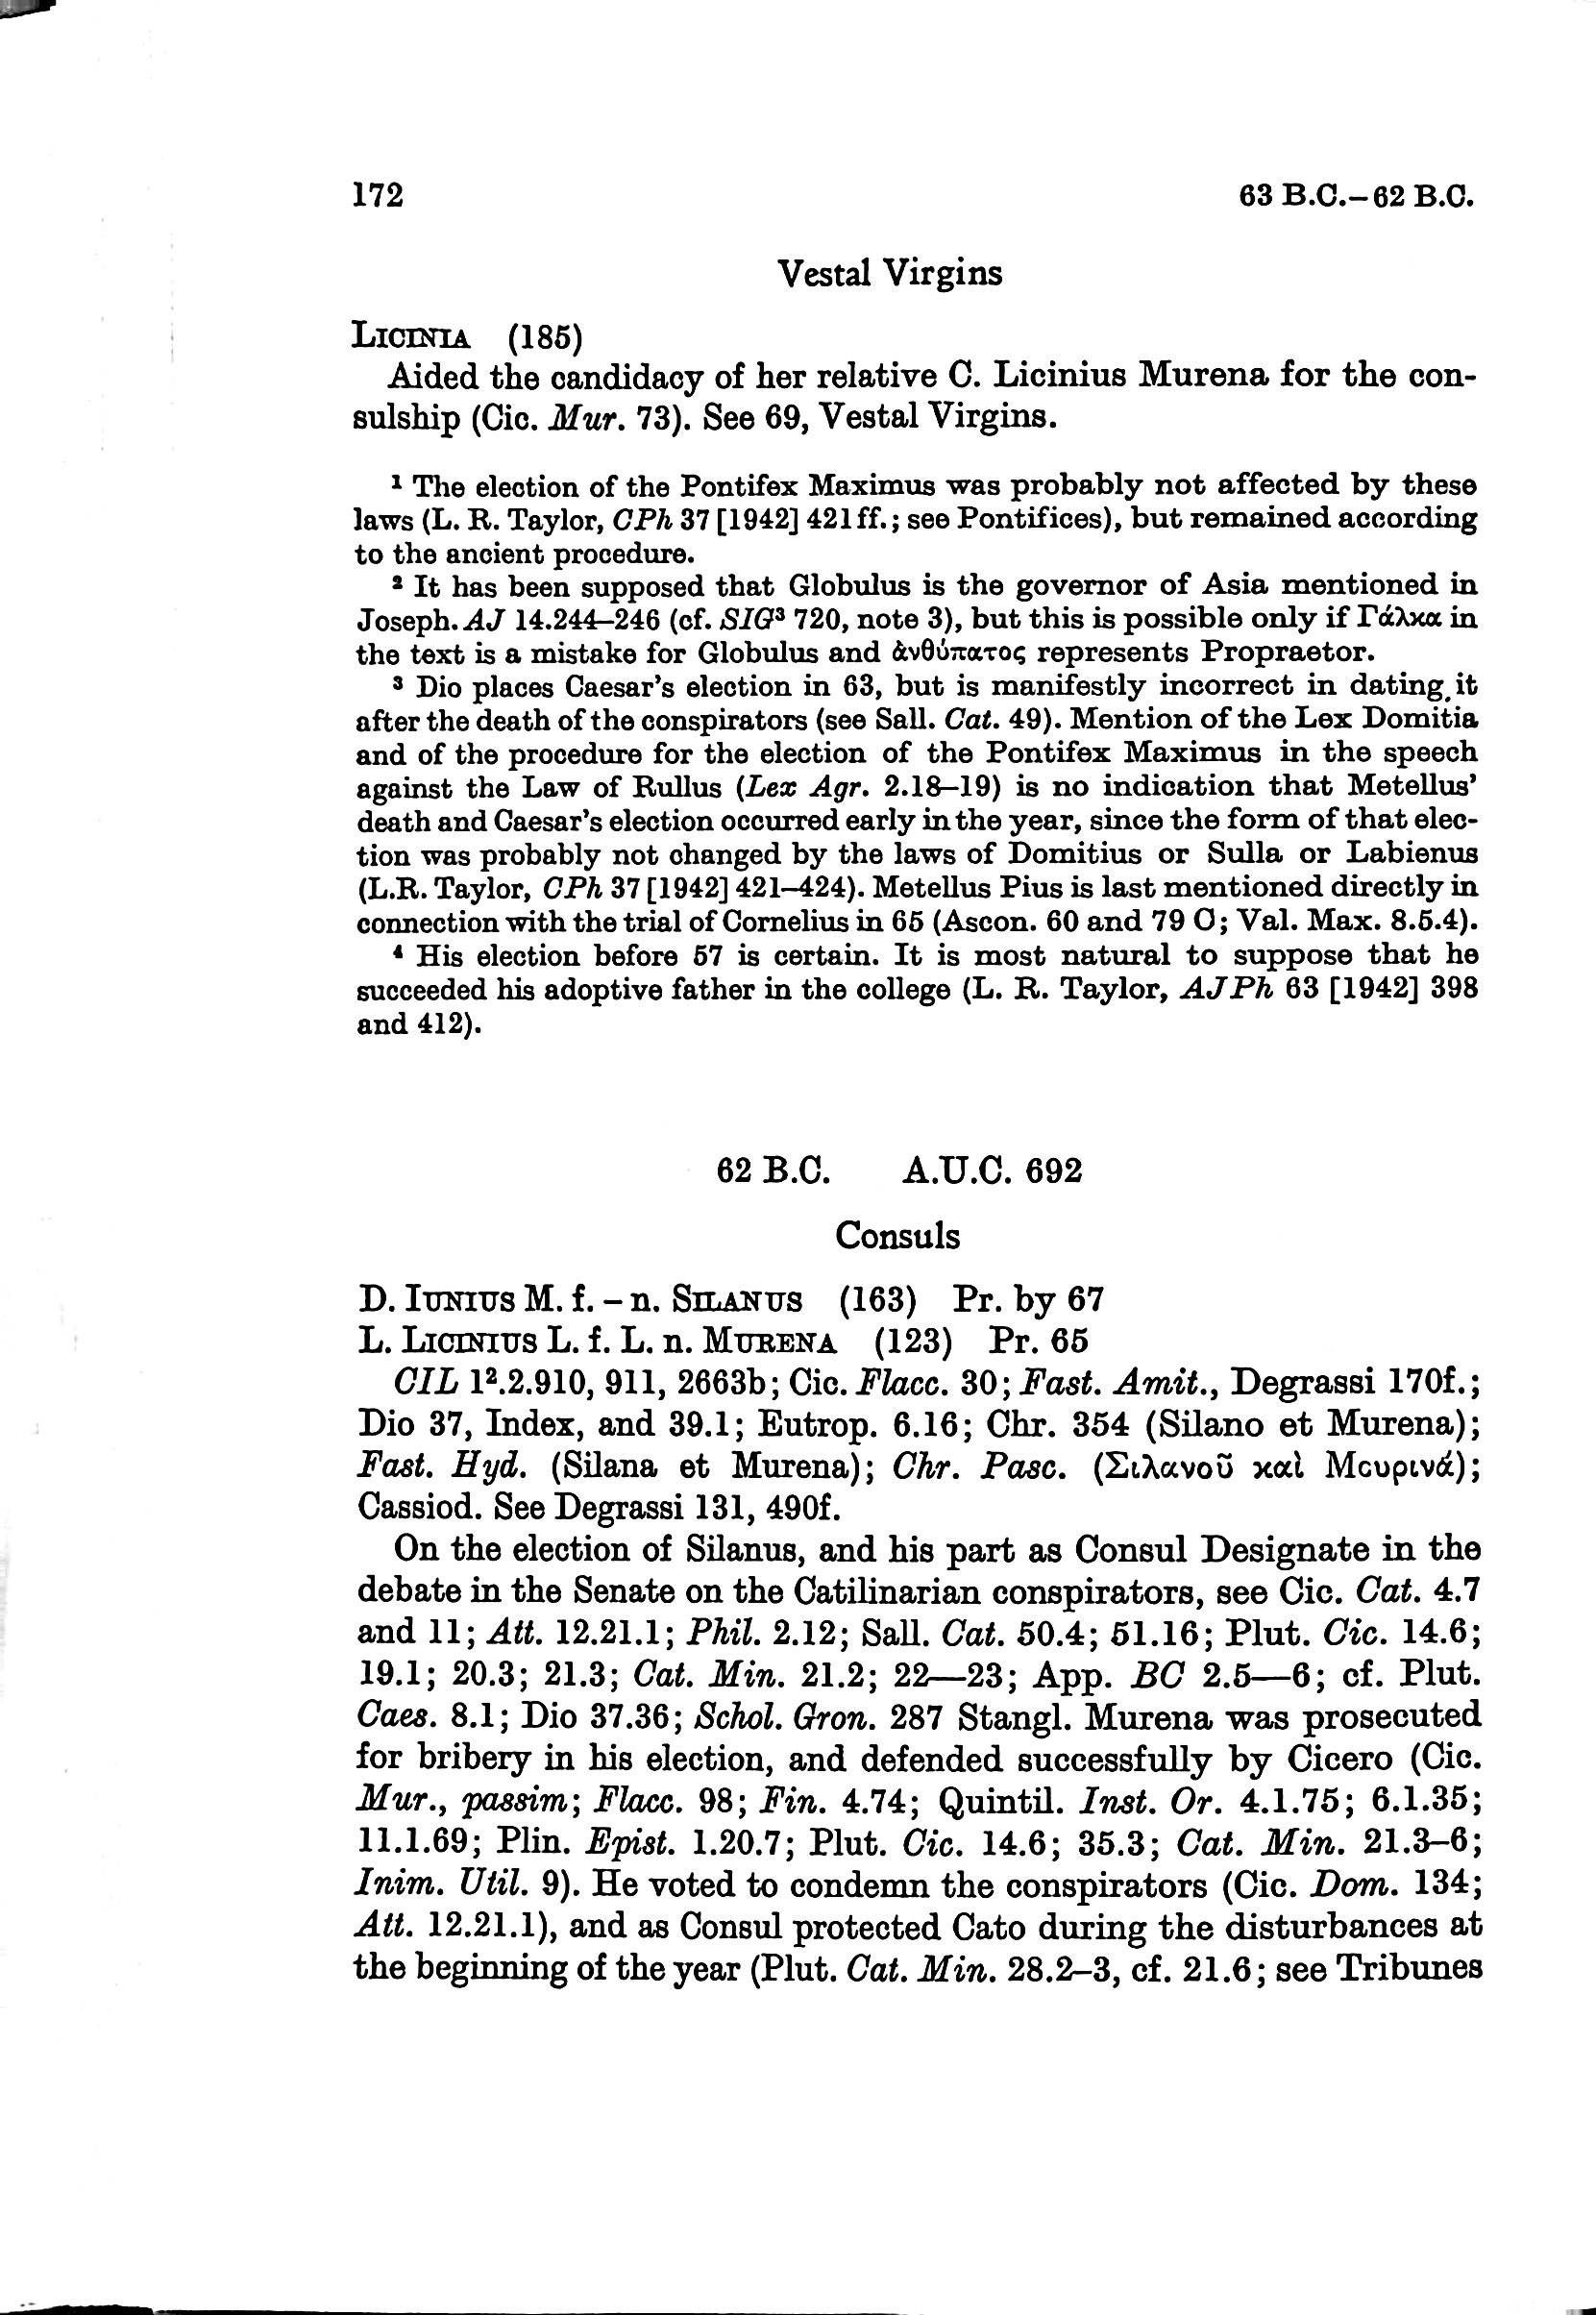 172 63 B.C.–62 B.C.
Vestal Virgins
LICINIA (185)
Aided the candidacy of her relative C. Licinius Murena for the con-
sulship (Cic. Mur. 73). See 69, Vestal Virgins.
¹ The election of the Pontifex Maximus was probably not affected by these
laws (L. R. Taylor, CPh 37 [1942] 421ff.; see Pontifices), but remained according
to the ancient procedure.
² It has been supposed that Globulus is the governor of Asia mentioned in
Joseph. AJ 14.244–246 (cf. SIG³ 720, note 3), but this is possible only if Γάλκα in
the text is a mistake for Globulus and ἀνθύπατος represents Propraetor.
³ Dio places Caesar's election in 63, but is manifestly incorrect in dating it
after the death of the conspirators (see Sall. Cat. 49). Mention of the Lex Domitia
and of the procedure for the election of the Pontifex Maximus in the speech
against the Law of Rullus (Lex Agr. 2.18–19) is no indication that Metellus'
death and Caesar's election occurred early in the year, since the form of that elec-
tion was probably not changed by the laws of Domitius or Sulla or Labienus
(L.R. Taylor, CPh 37 [1942] 421–424). Metellus Pius is last mentioned directly in
connection with the trial of Cornelius in 65 (Ascon. 60 and 79 C; Val. Max. 8.5.4).
⁴ His election before 57 is certain. It is most natural to suppose that he
succeeded his adoptive father in the college (L. R. Taylor, AJPh 63 [1942] 398
and 412).
62 B.C. A.U.C. 692
Consuls
D. IUNIUS M. f. – n. SILANUS (163) Pr. by 67
L. LICINIUS L. f. L. n. MURENA (123) Pr. 65
CIL 1².2.910, 911, 2663b; Cic. Flacc. 30; Fast. Amit., Degrassi 170f.;
Dio 37, Index, and 39.1; Eutrop. 6.16; Chr. 354 (Silano et Murena);
Fast. Hyd. (Silana et Murena); Chr. Pasc. (Σιλανοῦ καὶ Μουρινά);
Cassiod. See Degrassi 131, 490f.
On the election of Silanus, and his part as Consul Designate in the
debate in the Senate on the Catilinarian conspirators, see Cic. Cat. 4.7
and 11; Att. 12.21.1; Phil. 2.12; Sall. Cat. 50.4; 51.16; Plut. Cic. 14.6;
19.1; 20.3; 21.3; Cat. Min. 21.2; 22—23; App. BC 2.5—6; cf. Plut.
Caes. 8.1; Dio 37.36; Schol. Gron. 287 Stangl. Murena was prosecuted
for bribery in his election, and defended successfully by Cicero (Cic.
Mur., passim; Flacc. 98; Fin. 4.74; Quintil. Inst. Or. 4.1.75; 6.1.35;
11.1.69; Plin. Epist. 1.20.7; Plut. Cic. 14.6; 35.3; Cat. Min. 21.3–6;
Inim. Util. 9). He voted to condemn the conspirators (Cic. Dom. 134;
Att. 12.21.1), and as Consul protected Cato during the disturbances at
the beginning of the year (Plut. Cat. Min. 28.2–3, cf. 21.6; see Tribunes